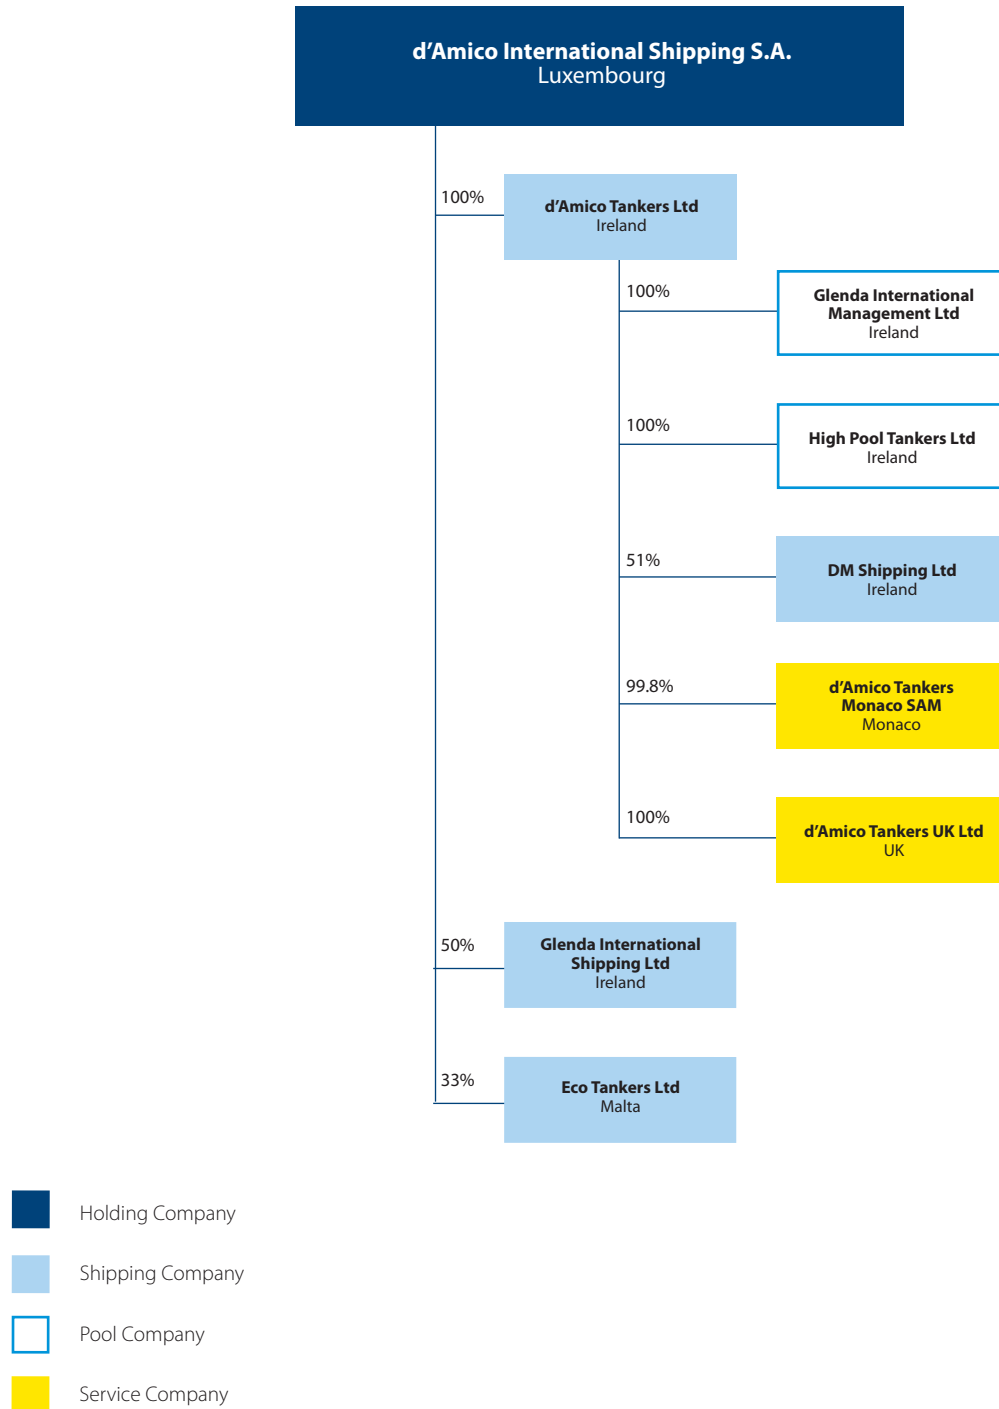 d’Amico International Shipping S.A.
Luxembourg
100%
d’Amico Tankers Ltd
Ireland
100%
Glenda International
Management Ltd
Ireland
100%
High Pool Tankers Ltd
Ireland
51%
DM Shipping Ltd
Ireland
99.8%
d’Amico Tankers
Monaco SAM
Monaco
100%
d’Amico Tankers UK Ltd
UK
50%
Glenda International
Shipping Ltd
Ireland
33%
Eco Tankers Ltd
Malta
Holding Company
Shipping Company
Pool Company
Service Company